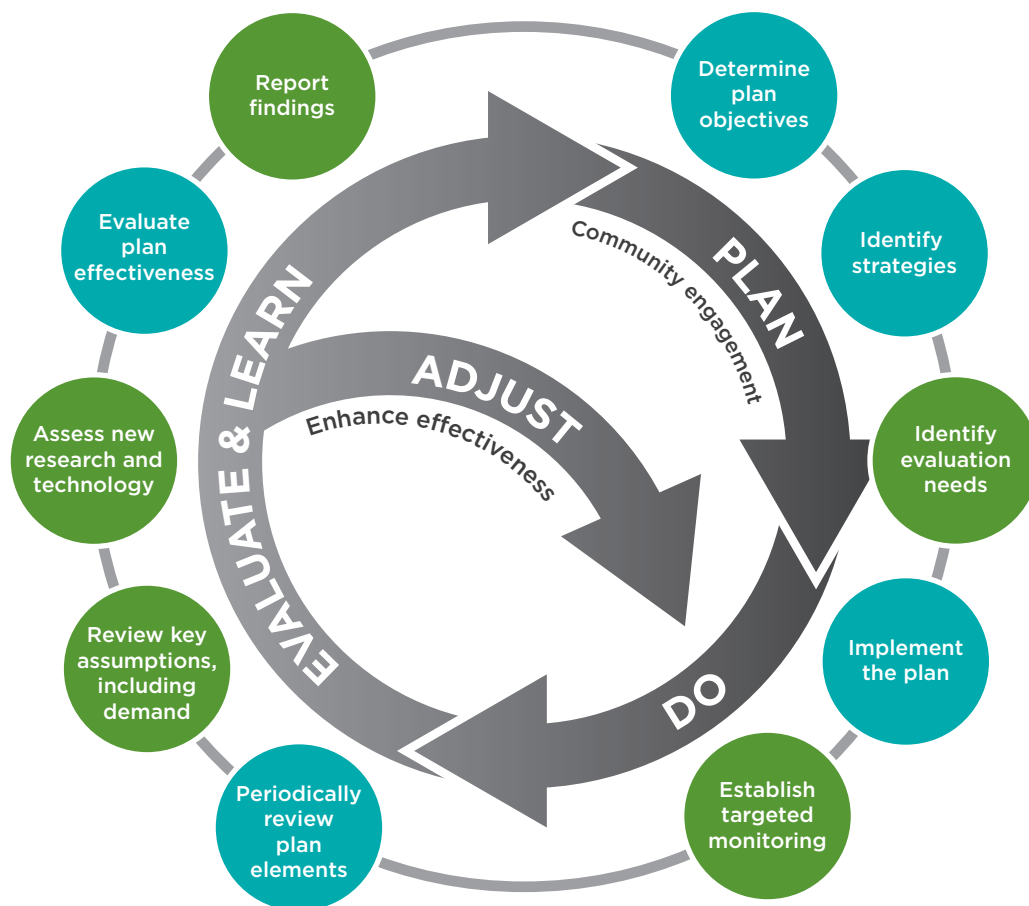 Report
findings
Determine
plan
objectives
Identify
strategies
Identify
evaluation
needs
Implement
the plan
Establish
targeted
monitoring
Periodically
review
plan
elements
Review key
assumptions,
including
demand
Assess new
research and
technology
Evaluate
plan
effectiveness
PLAN
Community engagement
ADJUST
Enhance effectiveness
DO
EVALUATE & LEARN